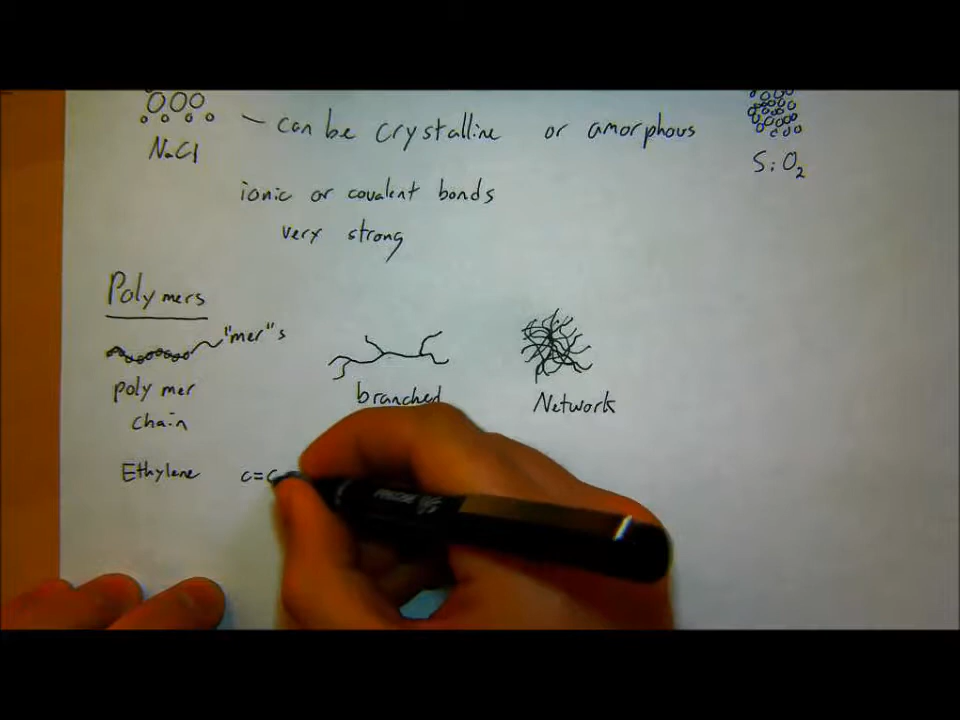 NaCl
— can be crystalline or amorphous
SiO2
ionic or covalent bonds
very strong
Polymers
"mer"s
polymer
chain
branched
Network
Ethylene c=c